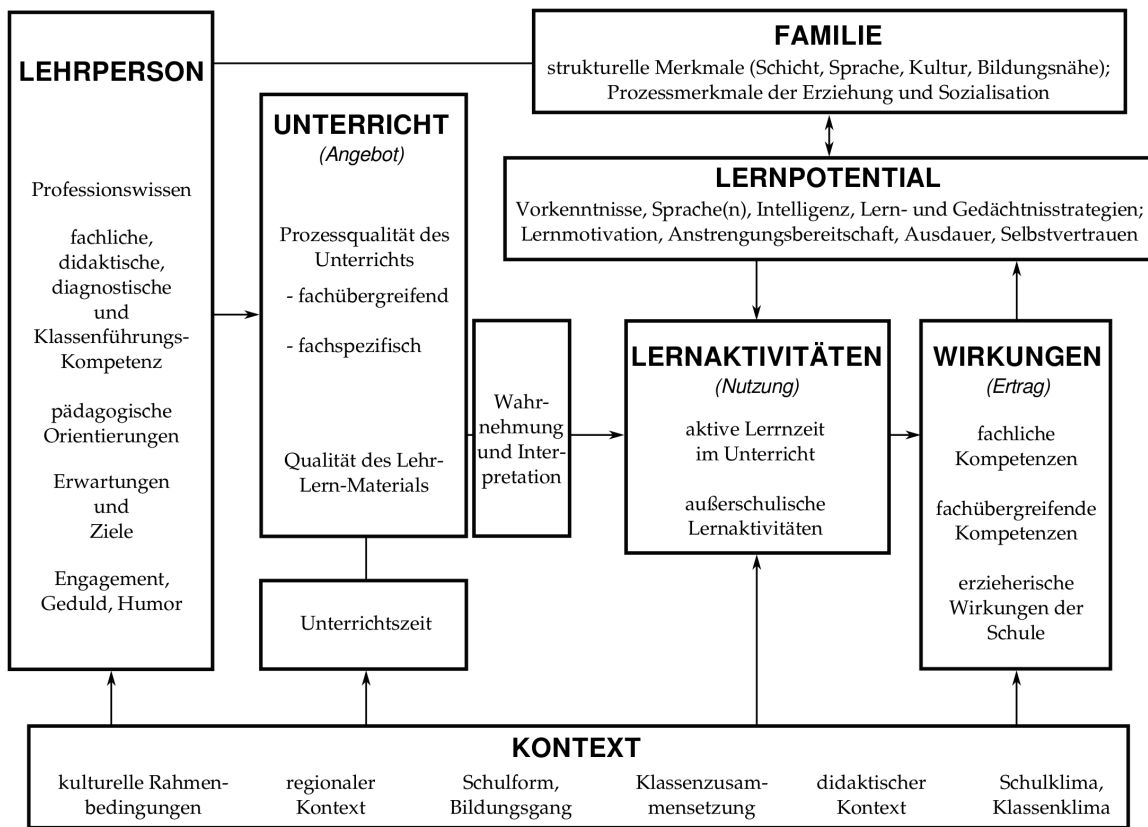 LEHRPERSON
Professionswissen
fachliche,
didaktische,
diagnostische
und
Klassenführungs-
Kompetenz
pädagogische
Orientierungen
Erwartungen
und
Ziele
Engagement,
Geduld, Humor
UNTERRICHT
(Angebot)
Prozessqualität des
Unterrichts
- fachübergreifend
- fachspezifisch
Qualität des Lehr-
Lern-Materials
Unterrichtszeit
Wahr-
nehmung
und Inter-
pretation
FAMILIE
strukturelle Merkmale (Schicht, Sprache, Kultur, Bildungsnähe);
Prozessmerkmale der Erziehung und Sozialisation
LERNPOTENTIAL
Vorkenntnisse, Sprache(n), Intelligenz, Lern- und Gedächtnisstrategien;
Lernmotivation, Anstrengungsbereitschaft, Ausdauer, Selbstvertrauen
LERNAKTIVITÄTEN
(Nutzung)
aktive Lerrnzeit
im Unterricht
außerschulische
Lernaktivitäten
WIRKUNGEN
(Ertrag)
fachliche
Kompetenzen
fachübergreifende
Kompetenzen
erzieherische
Wirkungen der
Schule
KONTEXT
kulturelle Rahmen-
bedingungen
regionaler
Kontext
Schulform,
Bildungsgang
Klassenzusam-
mensetzung
didaktischer
Kontext
Schulklima,
Klassenklima